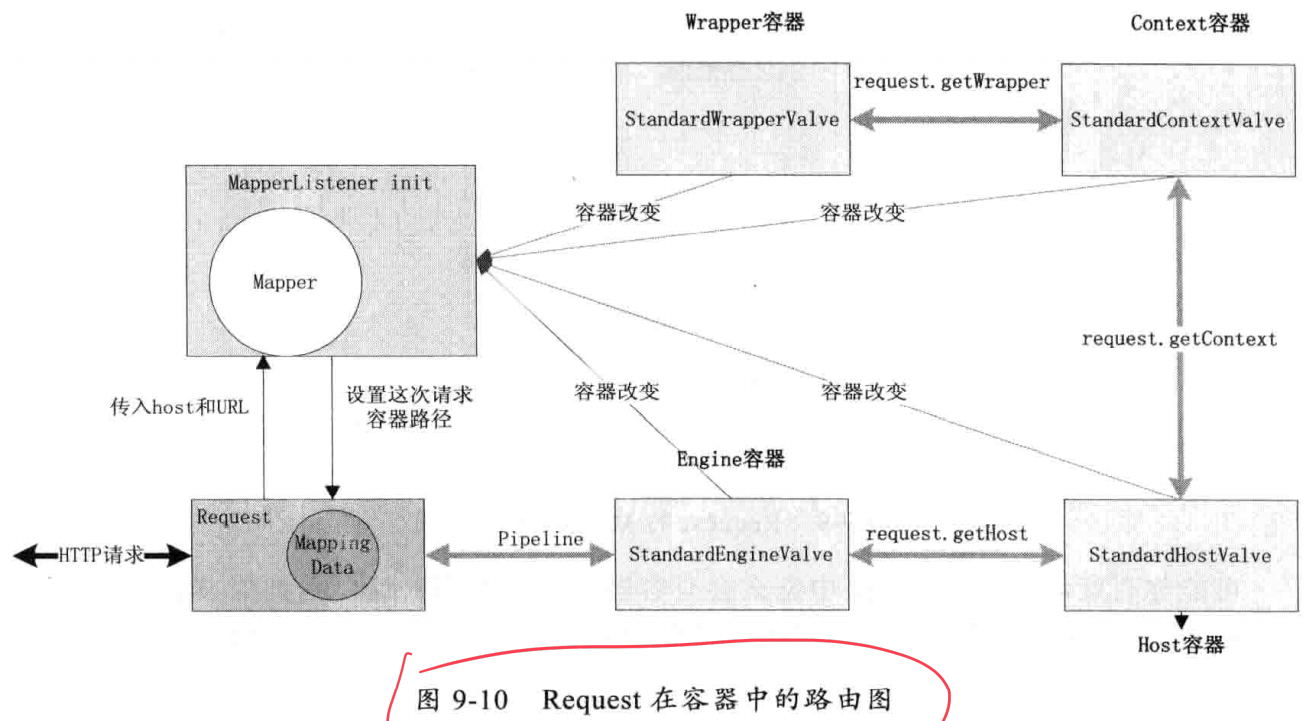 Wrapper容器
Context容器
request.getWrapper
StandardWrapperValve
StandardContextValve
MapperListener init
容器改变
容器改变
Mapper
request.getContext
传入host和URL
设置这次请求
容器路径
容器改变
容器改变
Engine容器
Request
Mapping
Data
HTTP请求
Pipeline
StandardEngineValve
request.getHost
StandardHostValve
Host容器
图 9-10 Request 在容器中的路由图